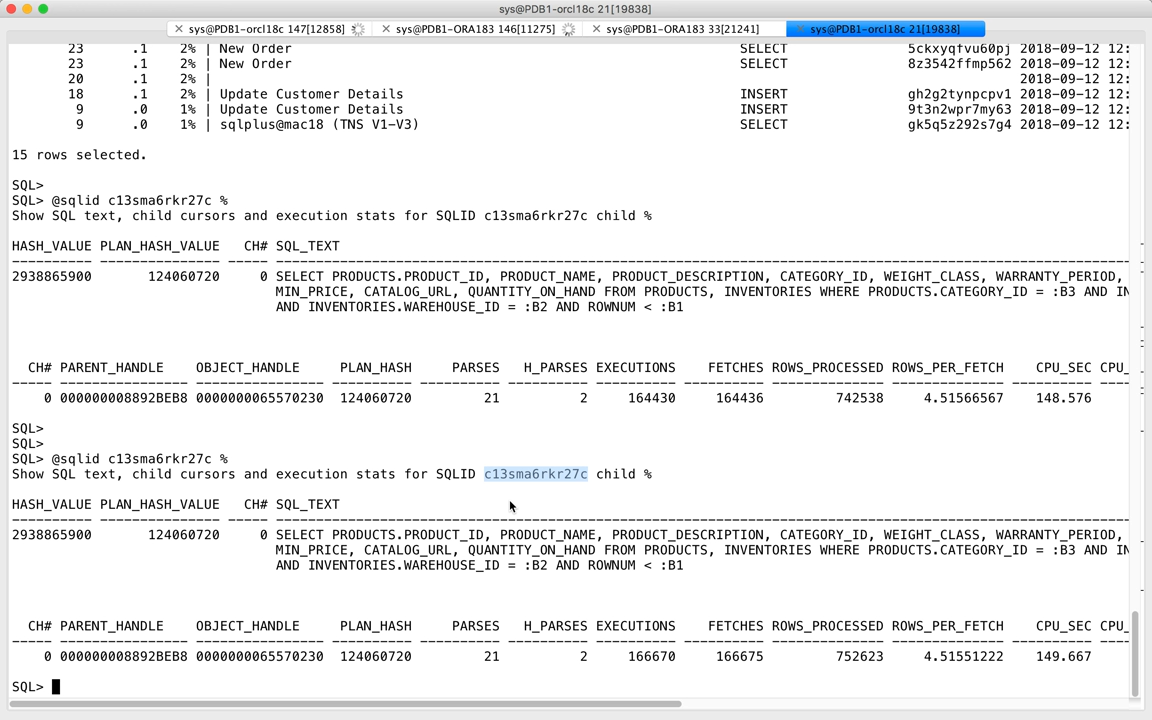 sys@PDB1-orcl18c 21[19838]
sys@PDB1-orcl18c 147[12858] sys@PDB1-ORA183 146[11275] sys@PDB1-ORA183 33[21241] sys@PDB1-orcl18c 21[19838]
23 .1 2% | New Order SELECT 5ckxyqfvu60pj 2018-09-12 12:
23 .1 2% | New Order SELECT 8z3542ffmp562 2018-09-12 12:
20 .1 2% | 2018-09-12 12:
18 .1 2% | Update Customer Details INSERT gh2g2tynpcpv1 2018-09-12 12:
9 .0 1% | Update Customer Details INSERT 9t3n2wpr7my63 2018-09-12 12:
9 .0 1% | sqlplus@mac18 (TNS V1-V3) SELECT gk5q5z292s7g4 2018-09-12 12:
15 rows selected.
SQL>
SQL> @sqlid c13sma6rkr27c %
Show SQL text, child cursors and execution stats for SQLID c13sma6rkr27c child %
HASH_VALUE PLAN_HASH_VALUE CH# SQL_TEXT
---------- --------------- ----- ------------------------------------------------------------------------------------------------------------
2938865900 124060720 0 SELECT PRODUCTS.PRODUCT_ID, PRODUCT_NAME, PRODUCT_DESCRIPTION, CATEGORY_ID, WEIGHT_CLASS, WARRANTY_PERIOD,
MIN_PRICE, CATALOG_URL, QUANTITY_ON_HAND FROM PRODUCTS, INVENTORIES WHERE PRODUCTS.CATEGORY_ID = :B3 AND IN
AND INVENTORIES.WAREHOUSE_ID = :B2 AND ROWNUM < :B1
CH# PARENT_HANDLE OBJECT_HANDLE PLAN_HASH PARSES H_PARSES EXECUTIONS FETCHES ROWS_PROCESSED ROWS_PER_FETCH CPU_SEC CPU_
----- ---------------- ---------------- ---------- ---------- ---------- ---------- ---------- -------------- -------------- ---------- ----
0 000000008892BEB8 0000000065570230 124060720 21 2 164430 164436 742538 4.51566567 148.576
SQL>
SQL>
SQL> @sqlid c13sma6rkr27c %
Show SQL text, child cursors and execution stats for SQLID c13sma6rkr27c child %
HASH_VALUE PLAN_HASH_VALUE CH# SQL_TEXT
---------- --------------- ----- ------------------------------------------------------------------------------------------------------------
2938865900 124060720 0 SELECT PRODUCTS.PRODUCT_ID, PRODUCT_NAME, PRODUCT_DESCRIPTION, CATEGORY_ID, WEIGHT_CLASS, WARRANTY_PERIOD,
MIN_PRICE, CATALOG_URL, QUANTITY_ON_HAND FROM PRODUCTS, INVENTORIES WHERE PRODUCTS.CATEGORY_ID = :B3 AND IN
AND INVENTORIES.WAREHOUSE_ID = :B2 AND ROWNUM < :B1
CH# PARENT_HANDLE OBJECT_HANDLE PLAN_HASH PARSES H_PARSES EXECUTIONS FETCHES ROWS_PROCESSED ROWS_PER_FETCH CPU_SEC CPU_
----- ---------------- ---------------- ---------- ---------- ---------- ---------- ---------- -------------- -------------- ---------- ----
0 000000008892BEB8 0000000065570230 124060720 21 2 166670 166675 752623 4.51551222 149.667
SQL>